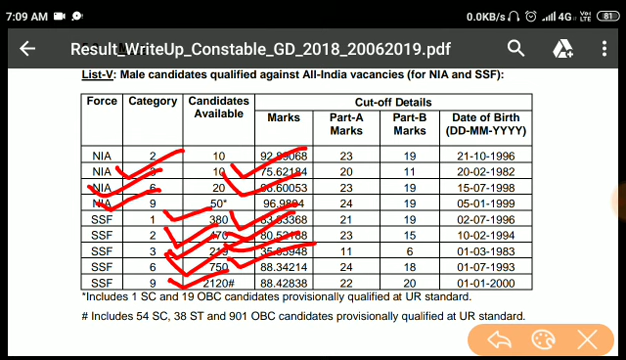 7:09 AM 0.0KB/s 4G VoLTE 81
Result_WriteUp_Constable_GD_2018_20062019.pdf
List-V: Male candidates qualified against All-India vacancies (for NIA and SSF):
Force Category Candidates Available Cut-off Details
Marks Part-A Marks Part-B Marks Date of Birth (DD-MM-YYYY)
NIA 2 10 92.89068 23 19 21-10-1996
NIA 10 75.62184 20 11 20-02-1982
NIA 6 20 23 19 15-07-1998
NIA 9 50* 24 19 05-01-1999
SSF 1 380 21 19 02-07-1996
SSF 2 23 15 10-02-1994
SSF 3 11 6 01-03-1983
SSF 6 750 88.34214 24 18 01-07-1993
SSF 9 2120# 88.42838 22 20 01-01-2000
*Includes 1 SC and 19 OBC candidates provisionally qualified at UR standard.
# Includes 54 SC, 38 ST and 901 OBC candidates provisionally qualified at UR standard.